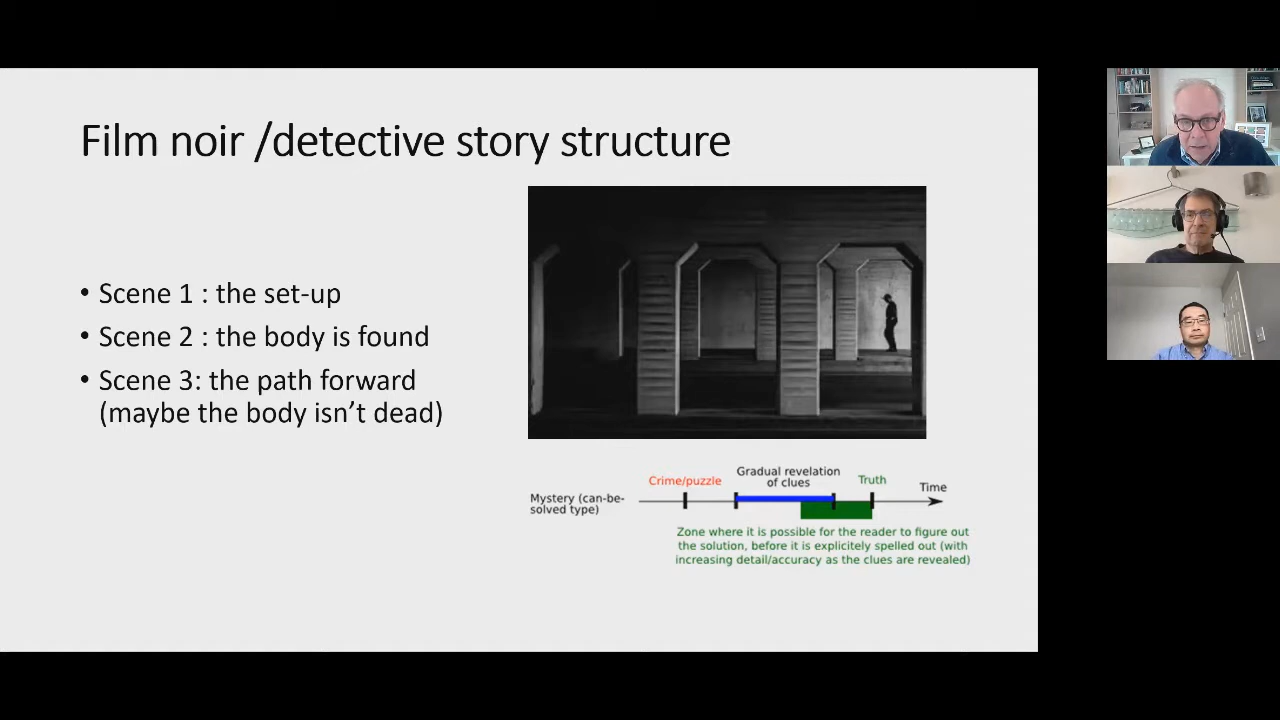 Film noir /detective story structure
• Scene 1 : the set-up
• Scene 2 : the body is found
• Scene 3: the path forward
(maybe the body isn’t dead)
Gradual revelation
of clues
Crime/puzzle
Truth
Time
Mystery (can-be-
solved type)
Zone where it is possible for the reader to figure out
the solution, before it is explicitely spelled out (with
increasing detail/accuracy as the clues are revealed)